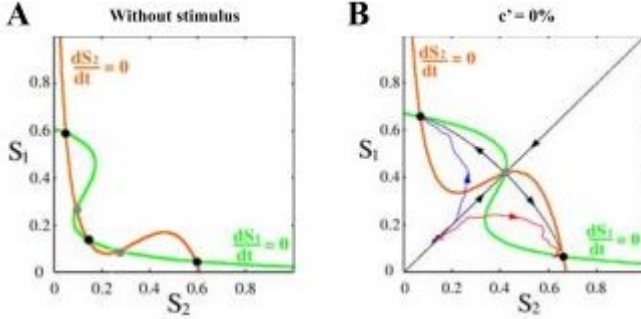 A
Without stimulus
B
c' = 0%
dS₂/dt = 0
S₁
0.8
0.6
0.4
0.2
0
dS₁/dt = 0
0 0.2 0.4 0.6 0.8
S₂
dS₂/dt = 0
S₁
0.8
0.6
0.4
0.2
0
dS₁/dt = 0
0 0.2 0.4 0.6 0.8
S₂